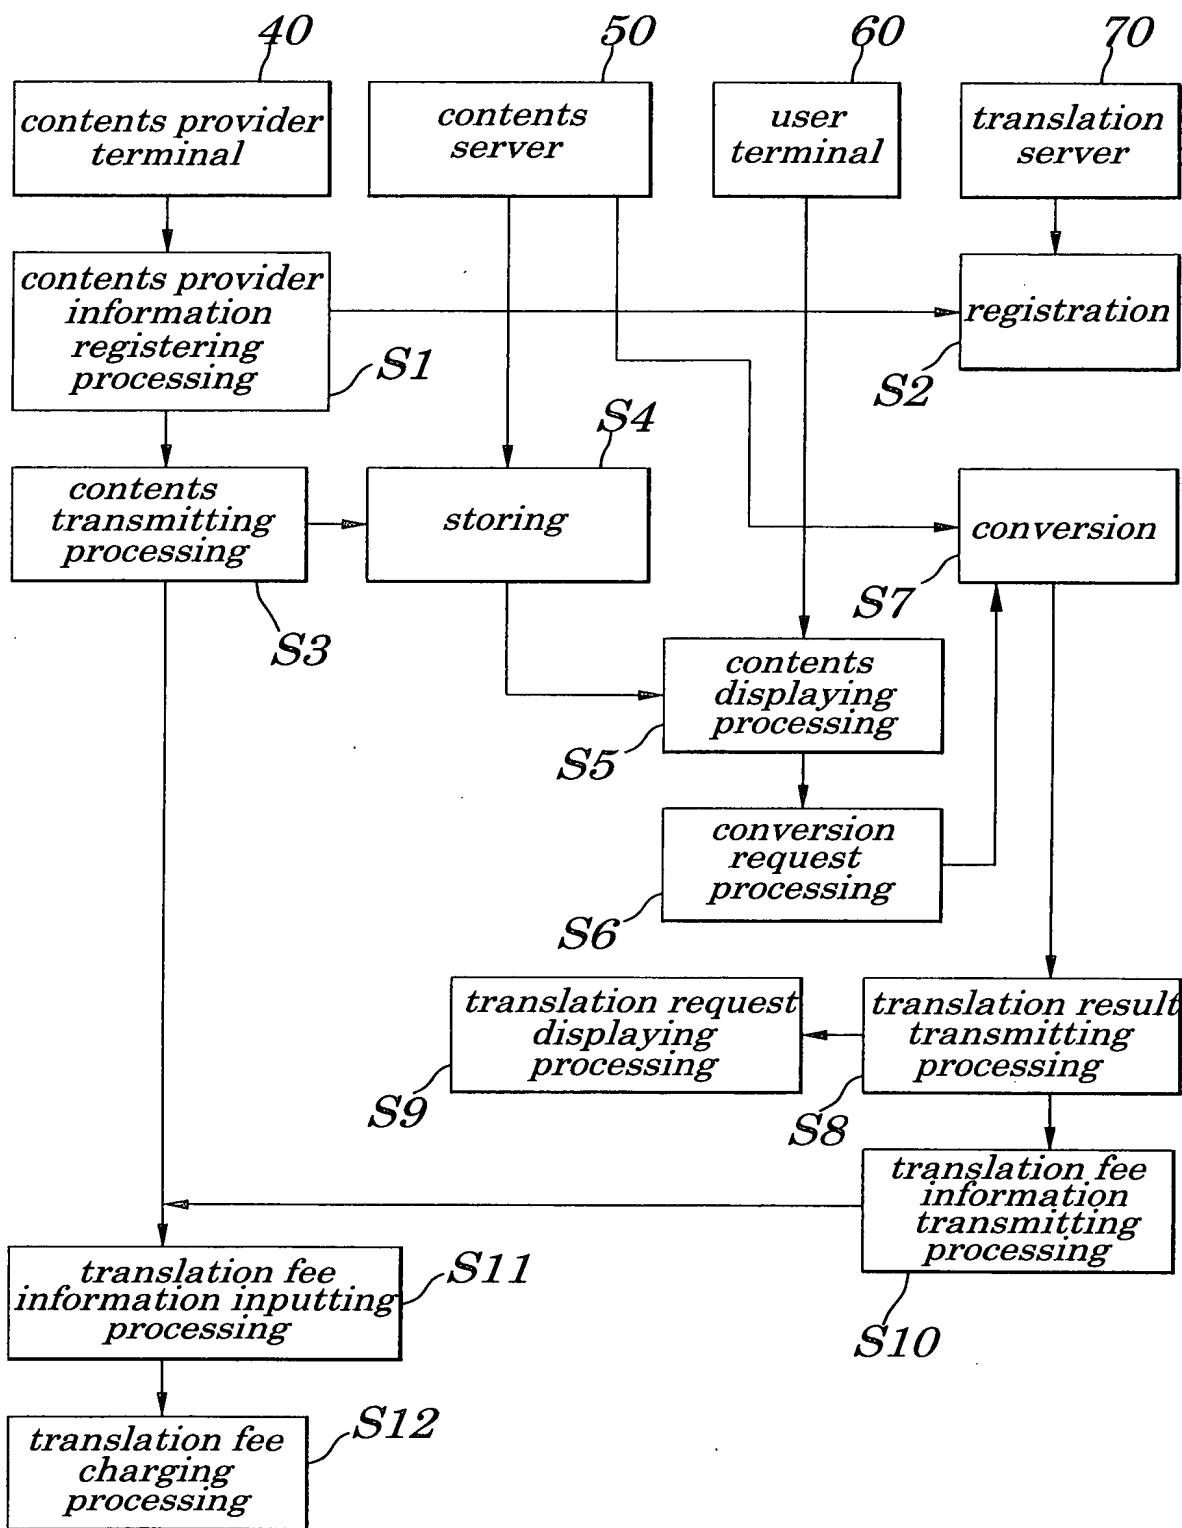 40
50
60
70
contents provider
terminal
contents
server
user
terminal
translation
server
contents provider
information
registering
processing
S1
registration
S2
contents
transmitting
processing
S3
S4
storing
conversion
S7
contents
displaying
processing
S5
conversion
request
processing
S6
translation request
displaying
processing
S9
translation result
transmitting
processing
S8
translation fee
information
transmitting
processing
S10
translation fee
information inputting
processing
S11
translation fee
charging
processing
S12